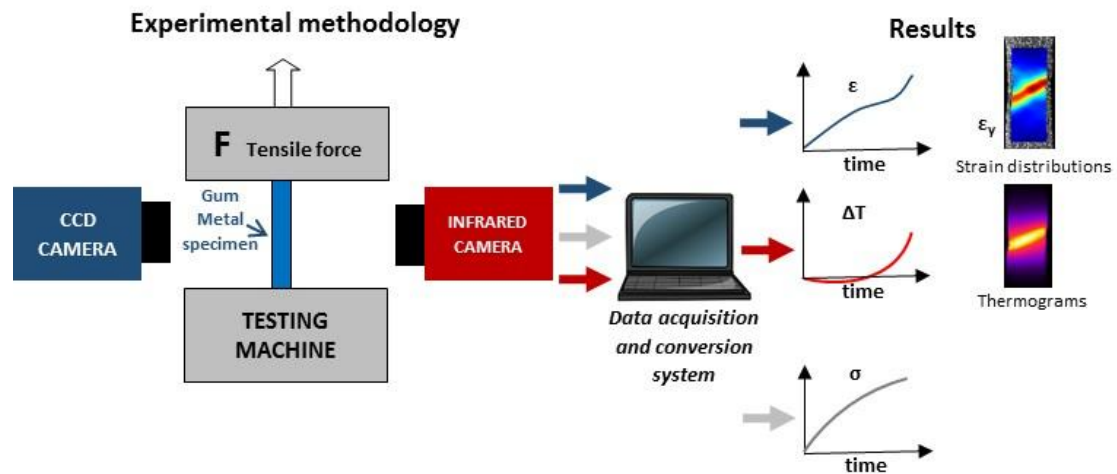 Experimental methodology
F Tensile force
CCD
CAMERA
Gum
Metal
specimen
INFRARED
CAMERA
TESTING
MACHINE
Data acquisition
and conversion
system
Results
ε
time
εy
Strain distributions
ΔT
time
Thermograms
σ
time